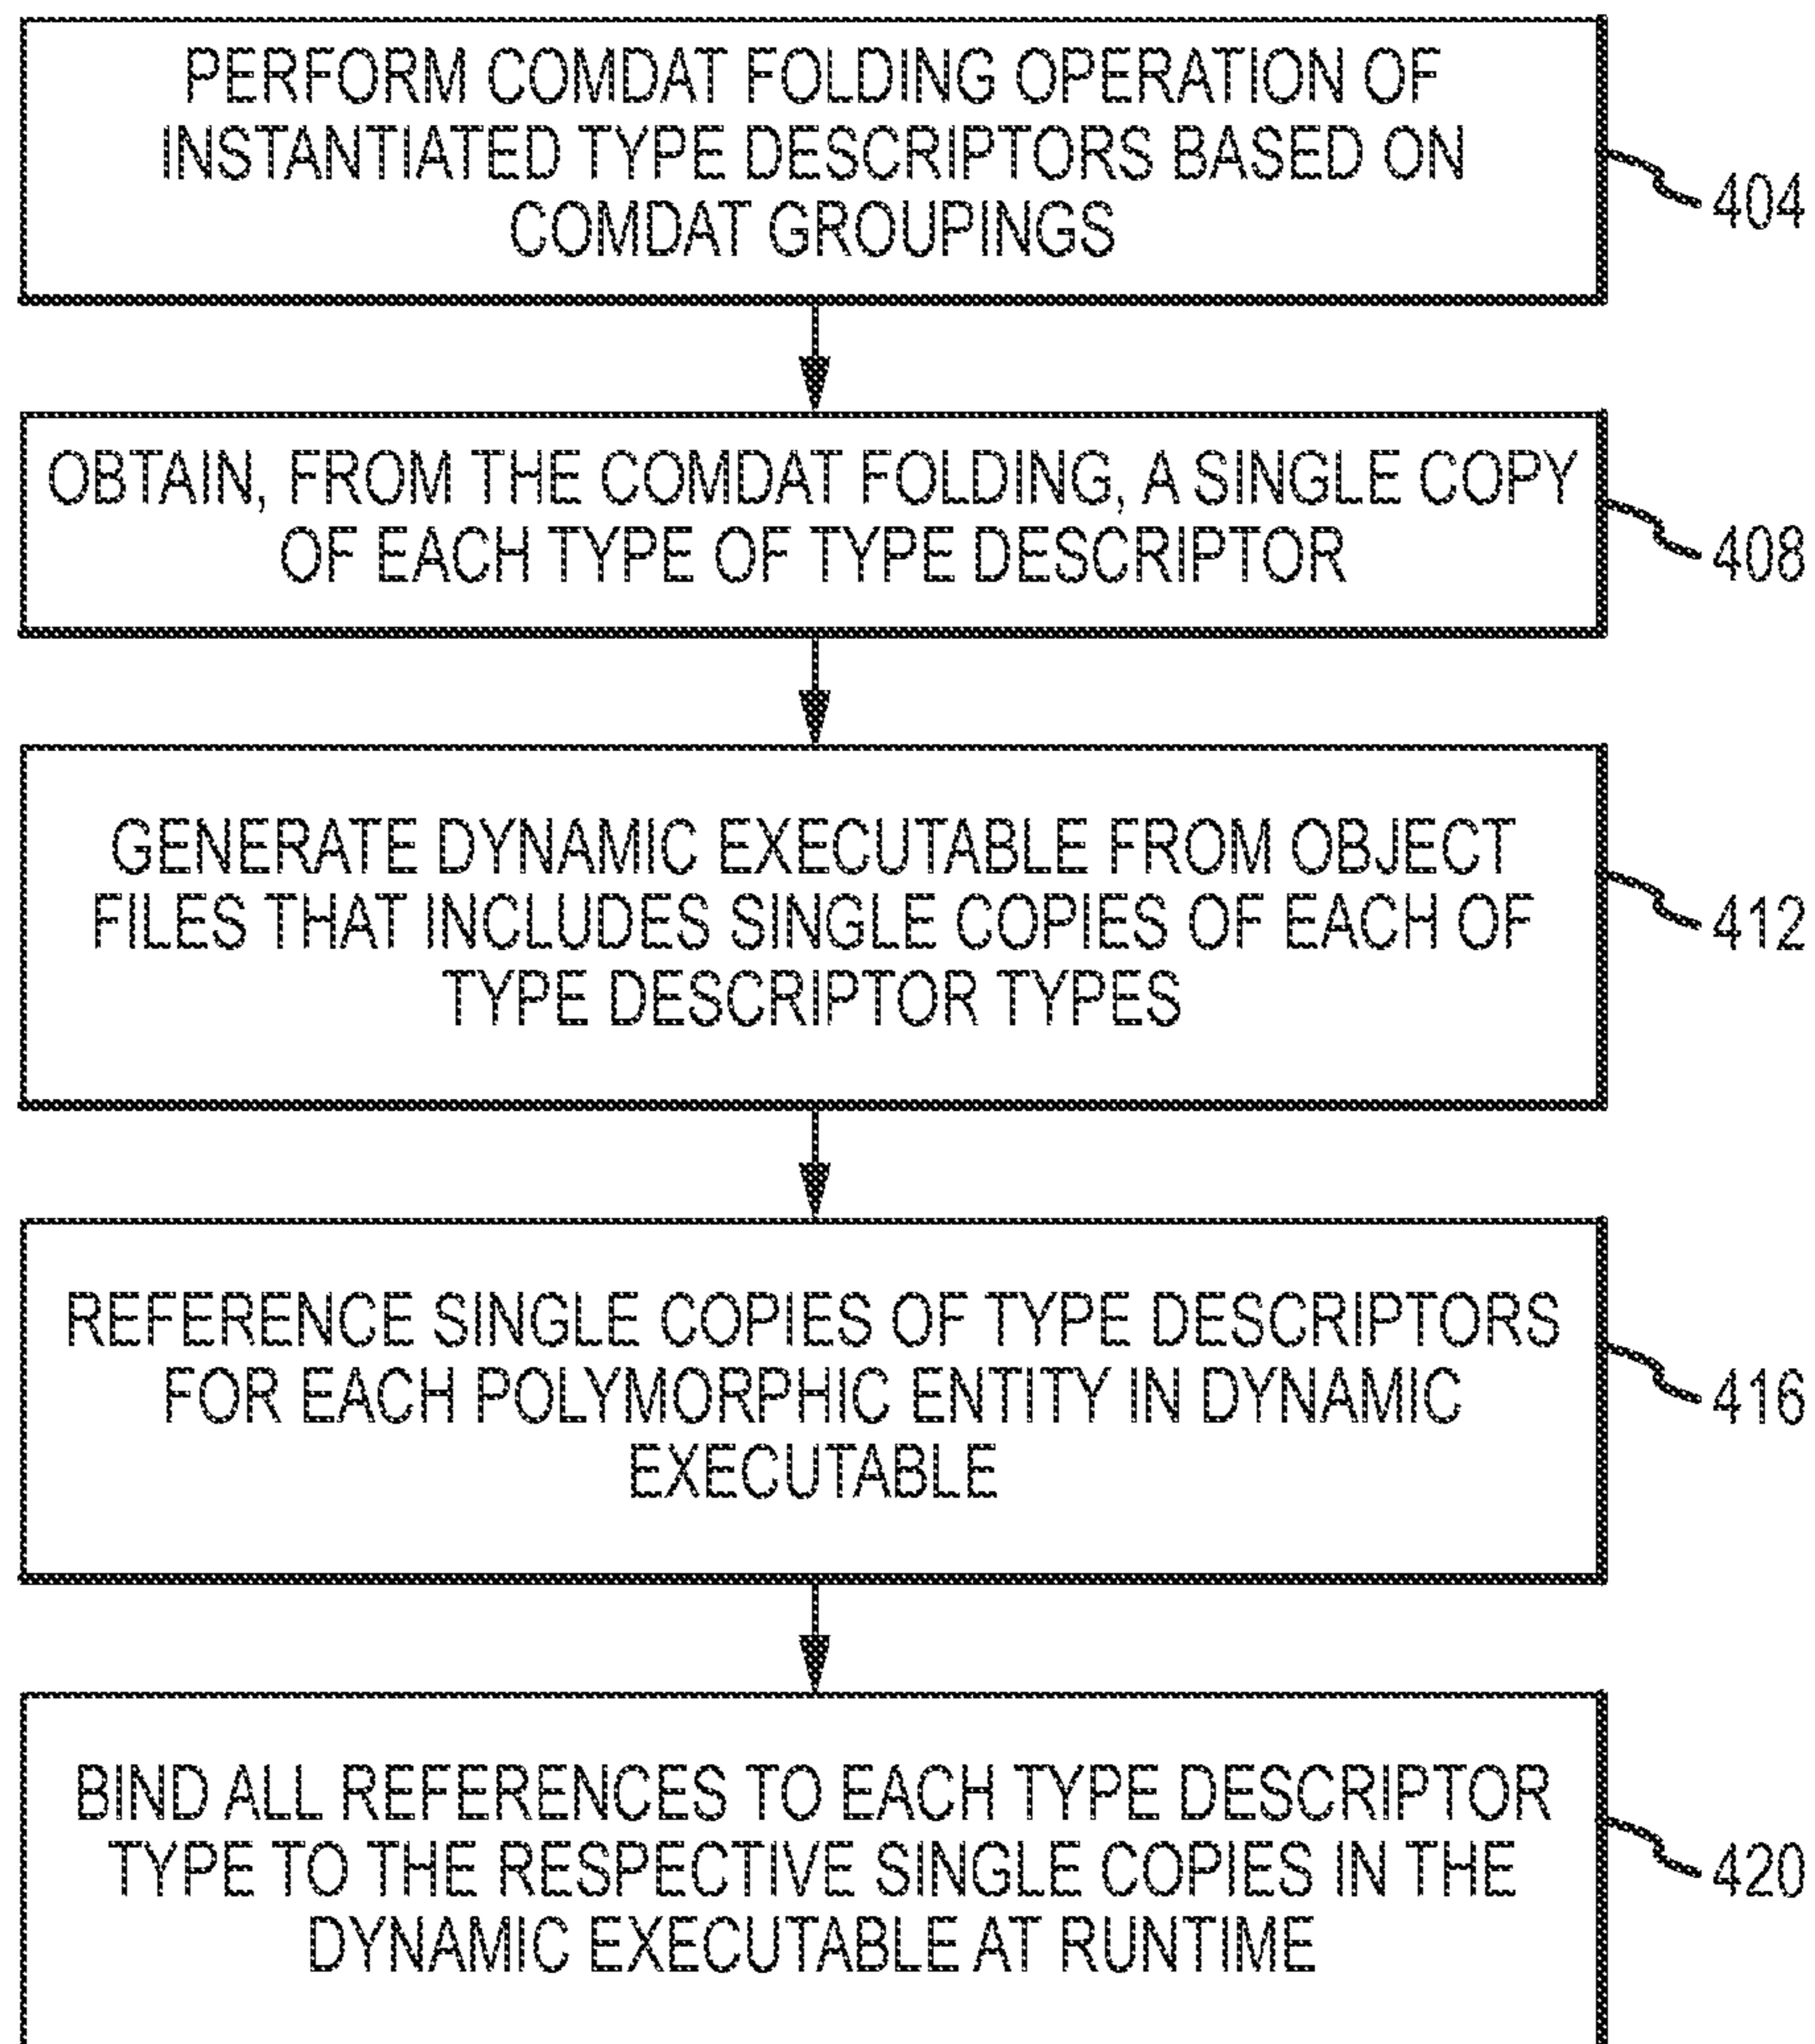 PERFORM COMDAT FOLDING OPERATION OF
INSTANTIATED TYPE DESCRIPTORS BASED ON
COMDAT GROUPINGS
404
OBTAIN, FROM THE COMDAT FOLDING, A SINGLE COPY
OF EACH TYPE OF TYPE DESCRIPTOR
408
GENERATE DYNAMIC EXECUTABLE FROM OBJECT
FILES THAT INCLUDES SINGLE COPIES OF EACH OF
TYPE DESCRIPTOR TYPES
412
REFERENCE SINGLE COPIES OF TYPE DESCRIPTORS
FOR EACH POLYMORPHIC ENTITY IN DYNAMIC
EXECUTABLE
416
BIND ALL REFERENCES TO EACH TYPE DESCRIPTOR
TYPE TO THE RESPECTIVE SINGLE COPIES IN THE
DYNAMIC EXECUTABLE AT RUNTIME
420